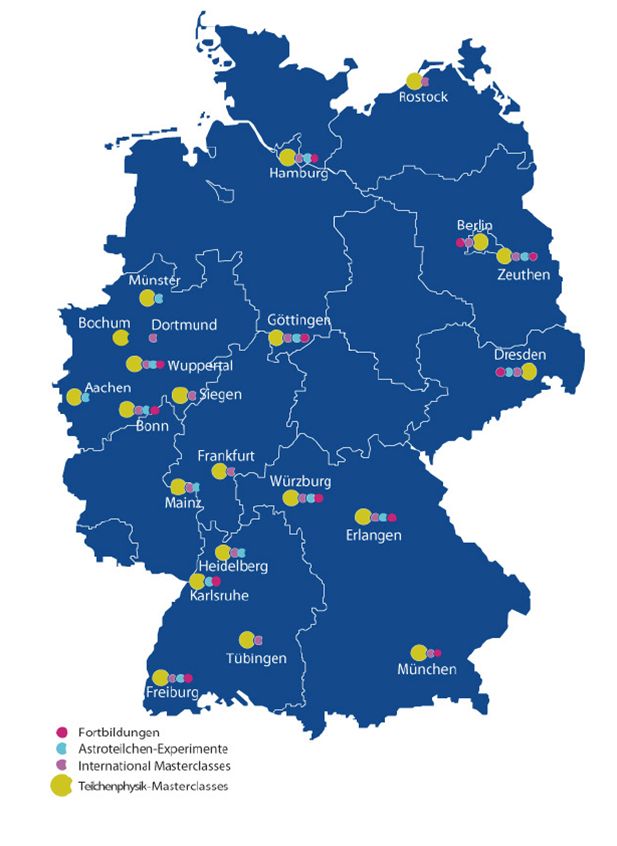 Rostock
Hamburg
Berlin
Zeuthen
Münster
Bochum
Dortmund
Göttingen
Wuppertal
Dresden
Aachen
Siegen
Bonn
Frankfurt
Würzburg
Mainz
Erlangen
Heidelberg
Karlsruhe
Tübingen
München
Freiburg
Fortbildungen
Astroteilchen-Experimente
International Masterclasses
Teilchenphysik-Masterclasses